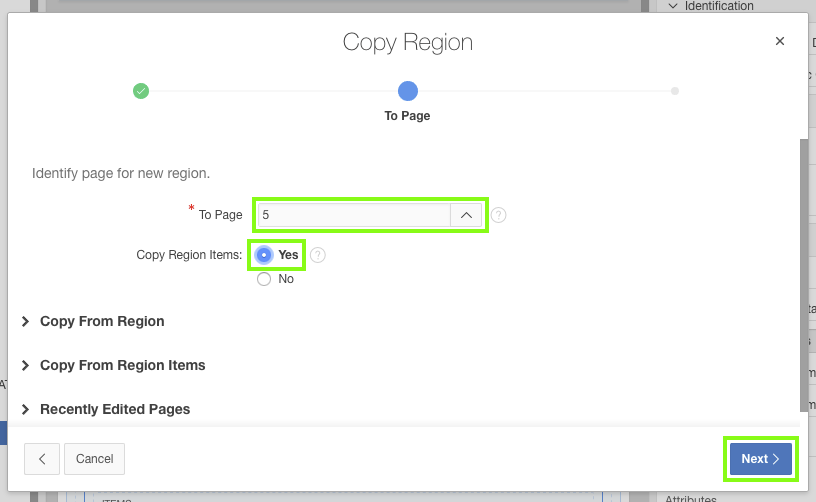 Identification
Copy Region
To Page
Identify page for new region.
* To Page 5
Copy Region Items: Yes
No
Copy From Region
Copy From Region Items
Recently Edited Pages
Cancel
Next
Attributes